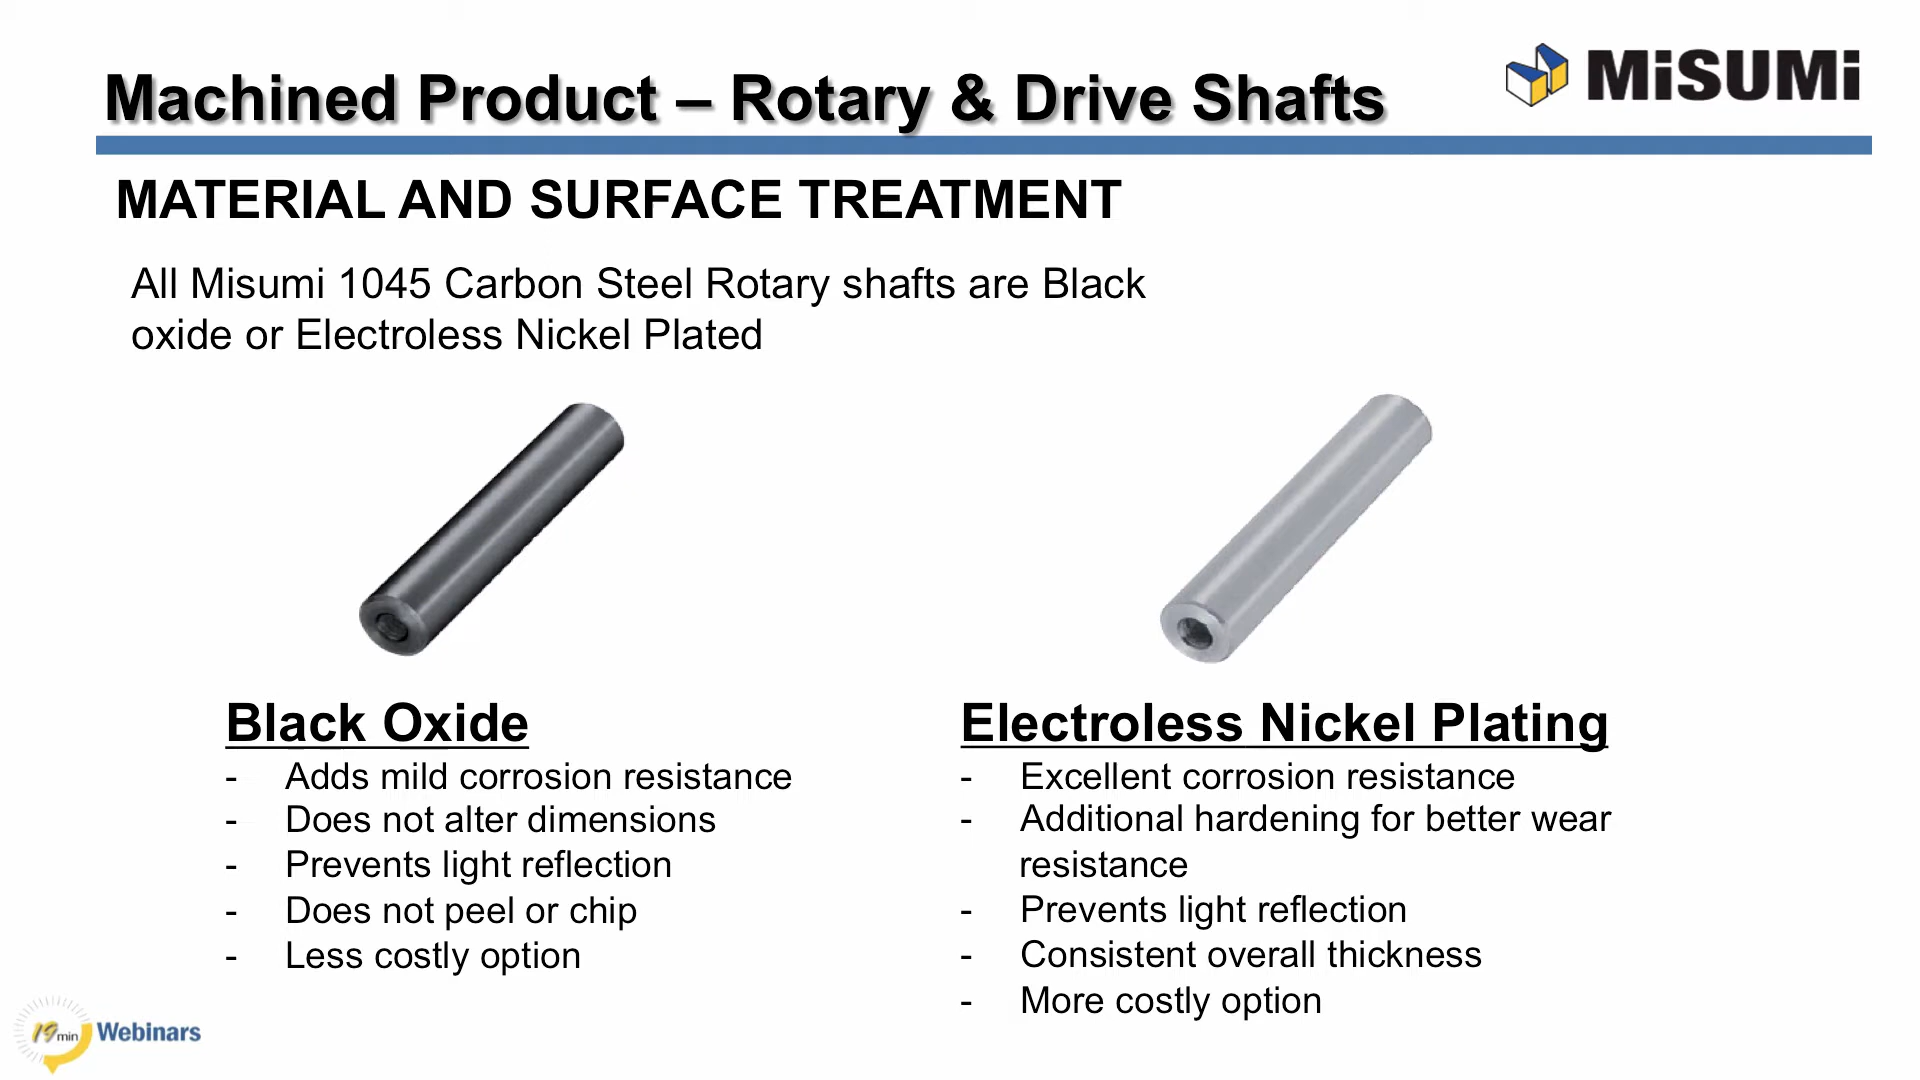 Machined Product – Rotary & Drive Shafts
MiSUMi
MATERIAL AND SURFACE TREATMENT
All Misumi 1045 Carbon Steel Rotary shafts are Black
oxide or Electroless Nickel Plated
Black Oxide
- Adds mild corrosion resistance
- Does not alter dimensions
- Prevents light reflection
- Does not peel or chip
- Less costly option
Electroless Nickel Plating
- Excellent corrosion resistance
- Additional hardening for better wear
resistance
- Prevents light reflection
- Consistent overall thickness
- More costly option
19min Webinars